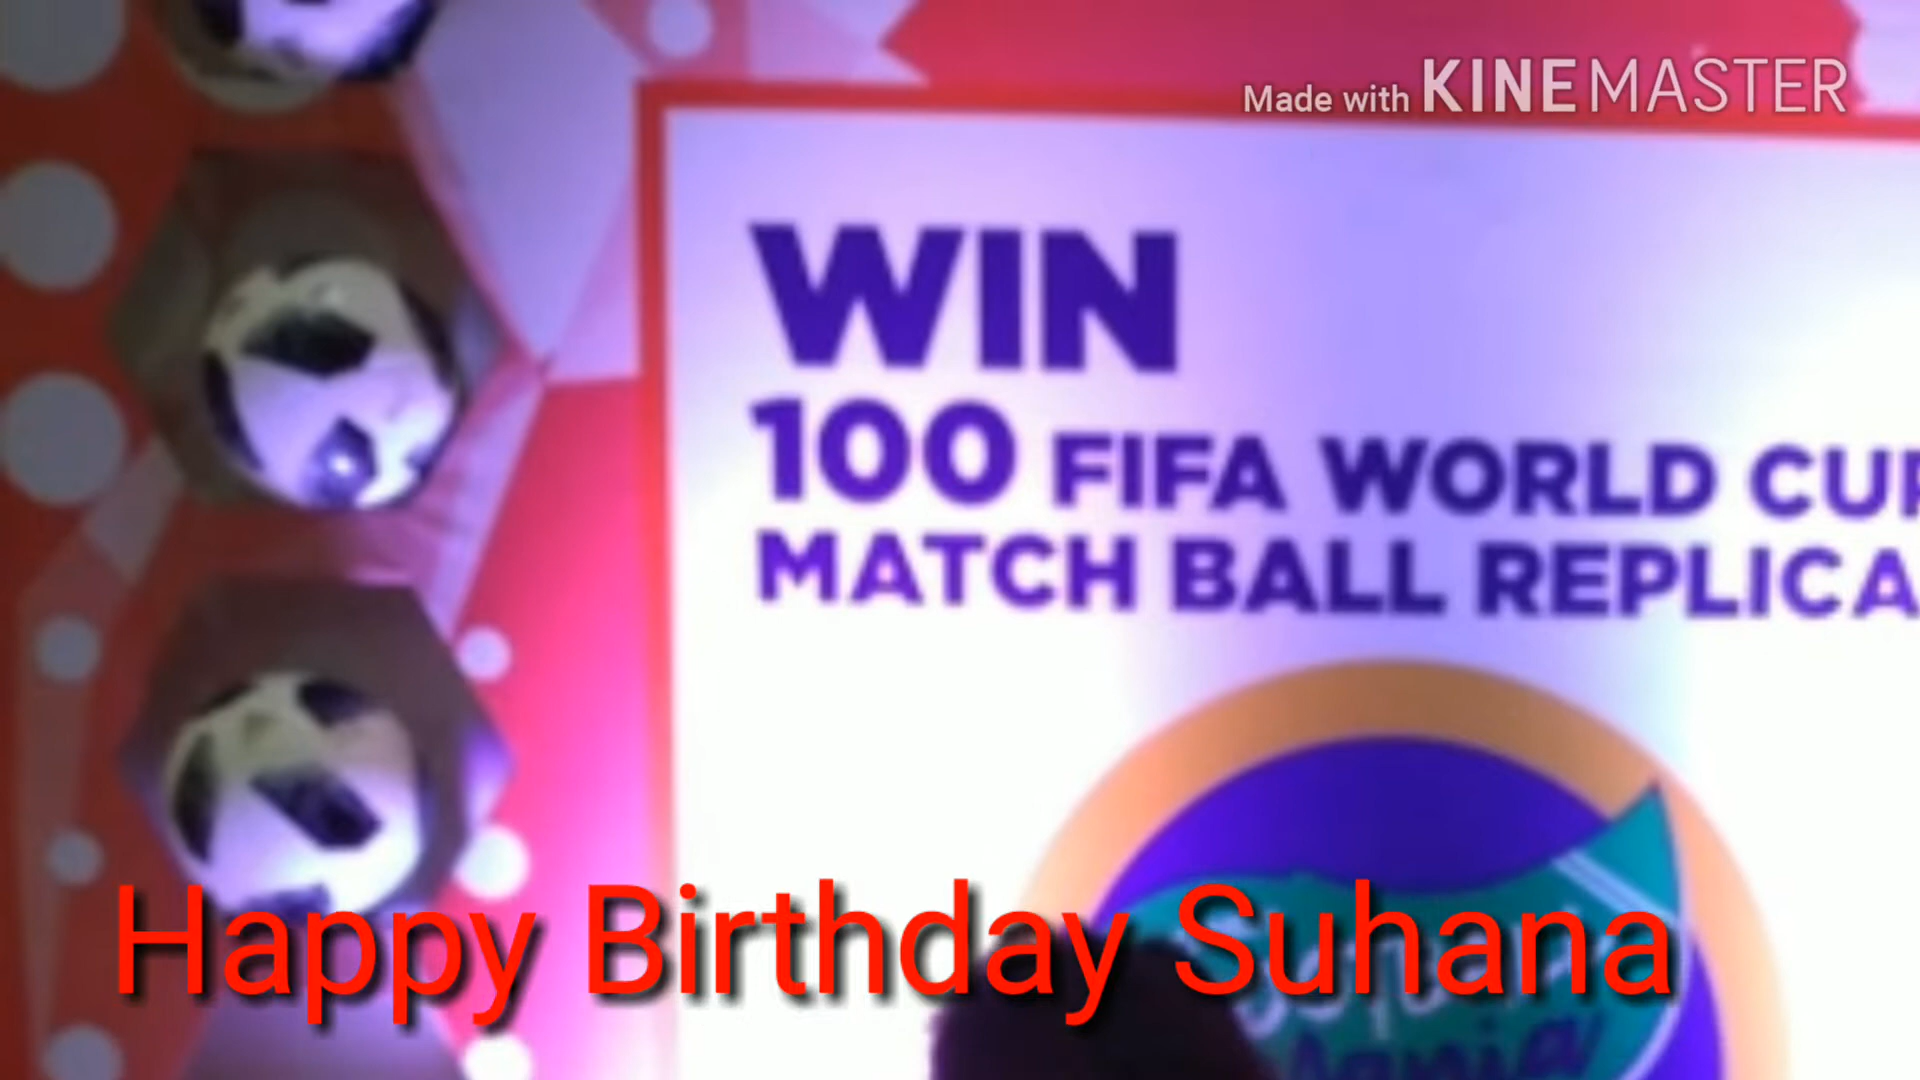 Made with KINEMASTER
WIN
100 FIFA WORLD CUP
MATCH BALL REPLICA
Happy Birthday Suhana